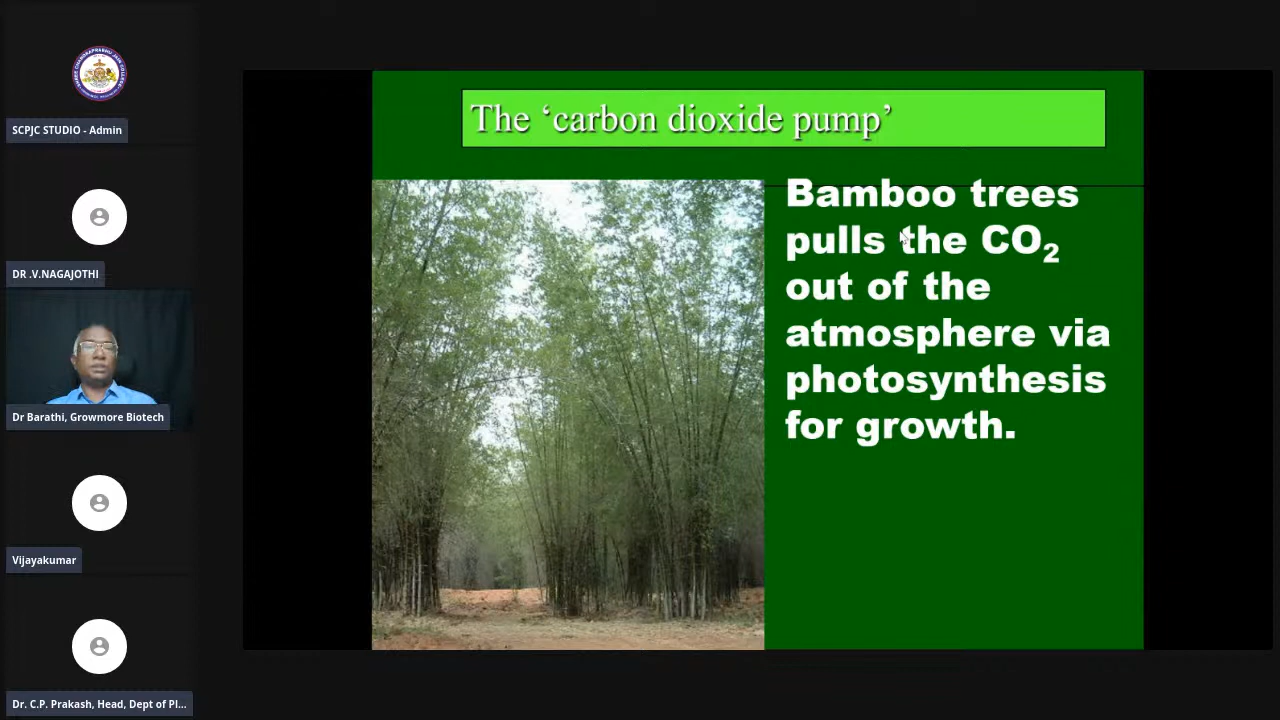 SCPJC STUDIO - Admin
DR .V.NAGAJOTHI
Dr Barathi, Growmore Biotech
Vijayakumar
Dr. C.P. Prakash, Head, Dept of Pl...
The ‘carbon dioxide pump’
Bamboo trees
pulls the CO₂
out of the
atmosphere via
photosynthesis
for growth.